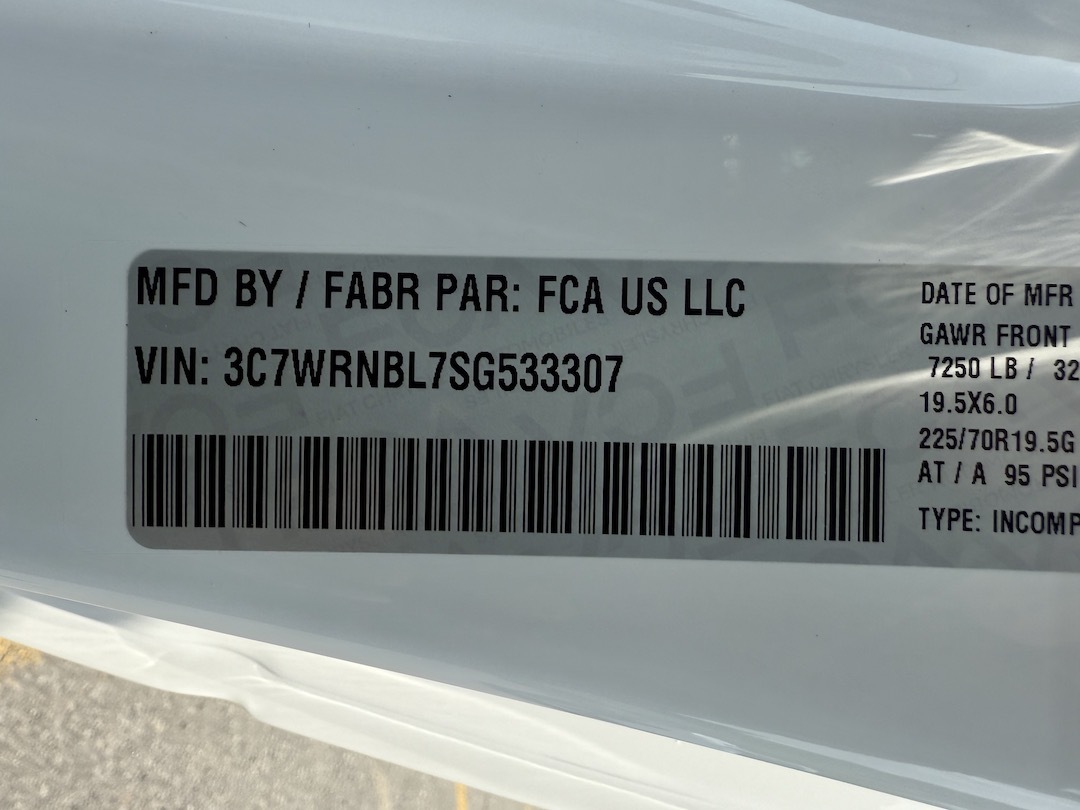 MFD BY / FABR PAR: FCA US LLC
VIN: 3C7WRNBL7SG533307
DATE OF MFR
GAWR FRONT
7250 LB / 32
19.5X6.0
225/70R19.5G
AT / A 95 PSI
TYPE: INCOMP